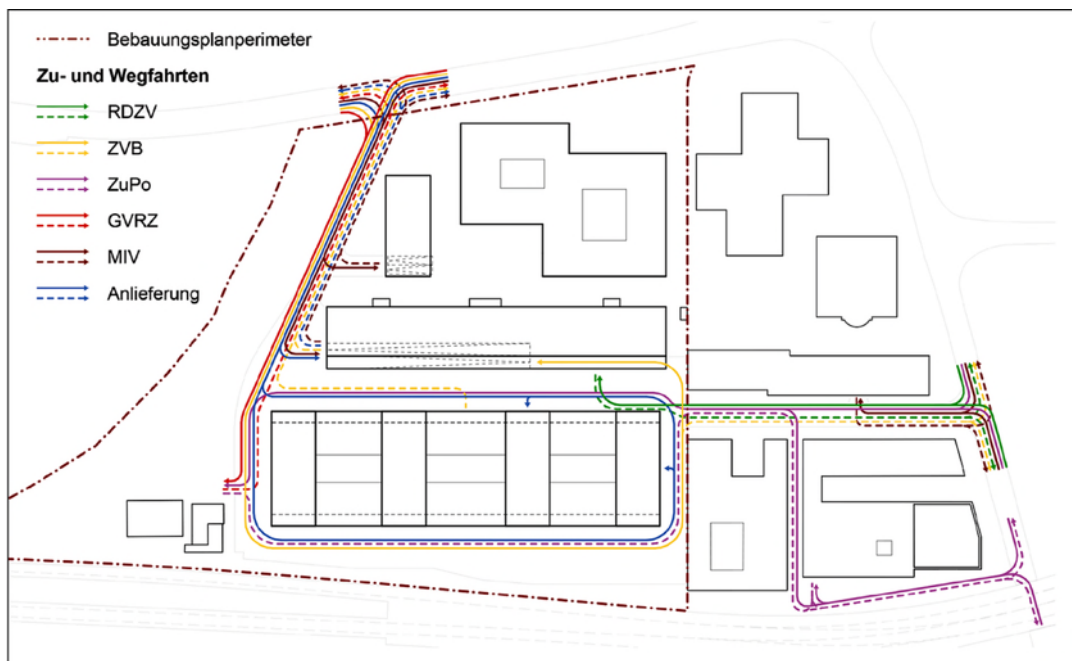 Bebauungsplanperimeter
Zu- und Wegfahrten
RDZV
ZVB
ZuPo
GVRZ
MIV
Anlieferung